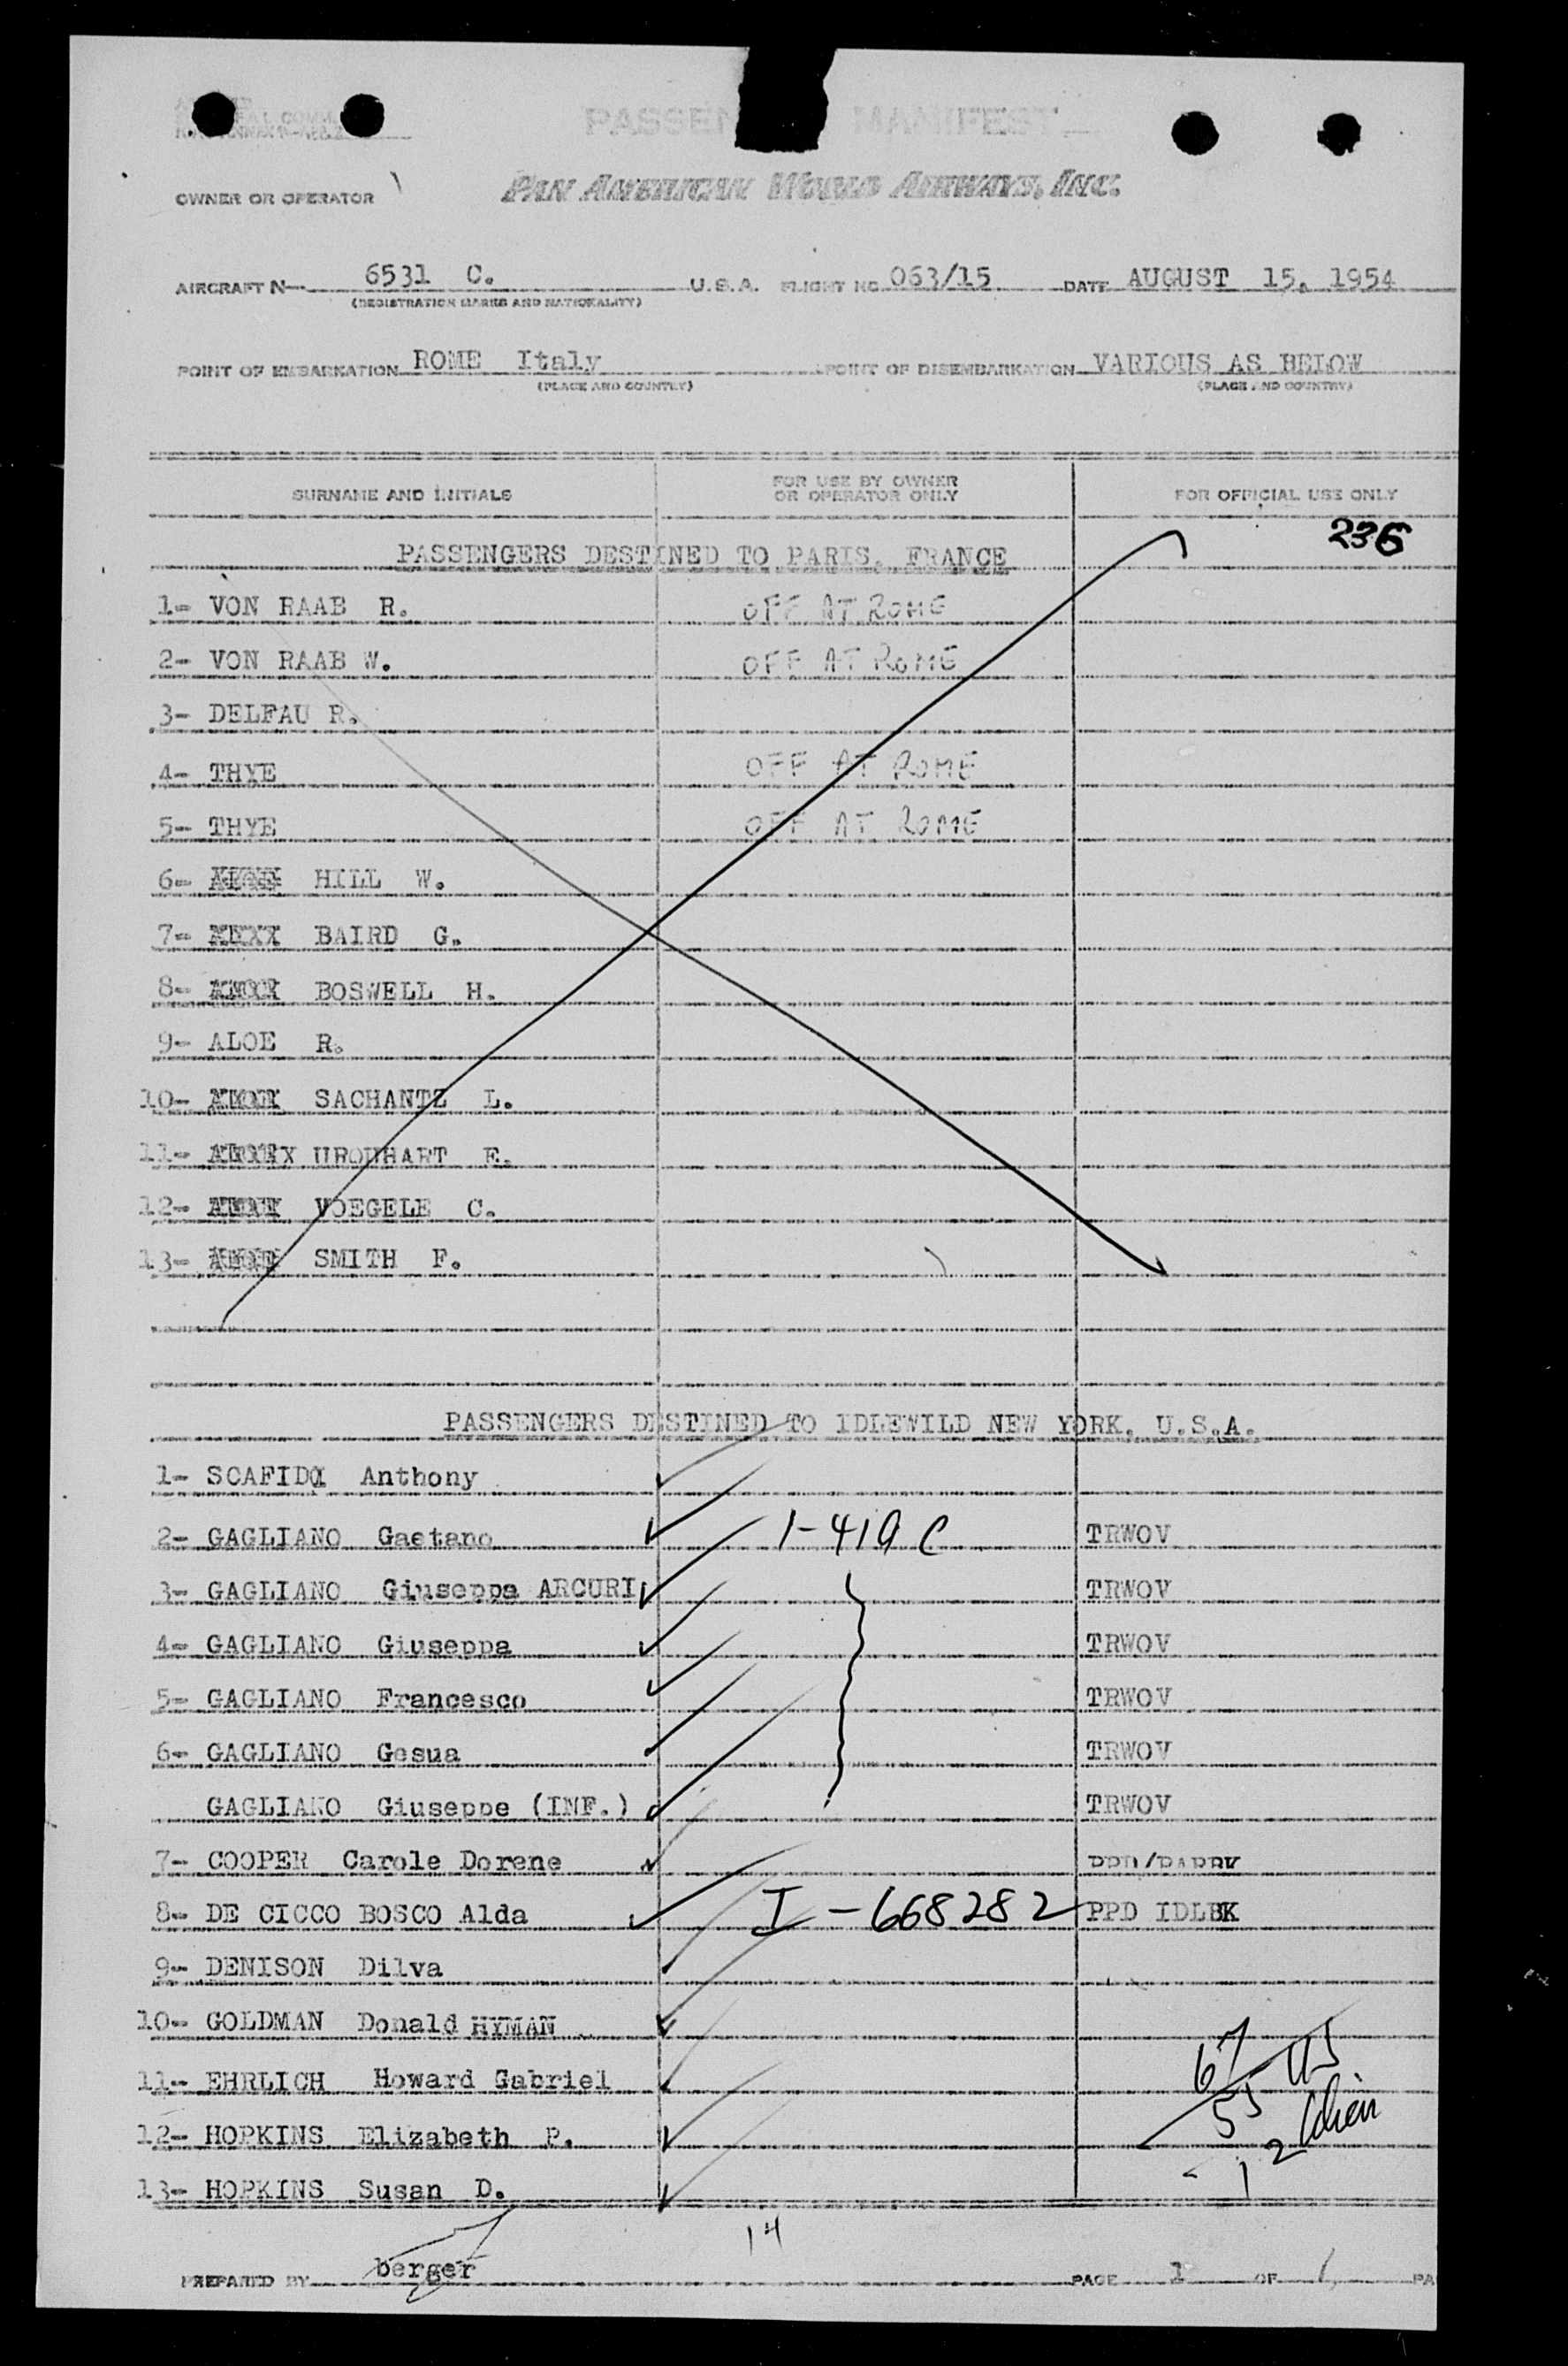 PASSEN MANIFEST
OWNER OR OPERATOR PAN AMERICAN WORLD AIRWAYS, INC.
AIRCRAFT N— 6531 C. U.S.A. FLIGHT NO 063/15 DATE AUGUST 15, 1954
(REGISTRATION MARKS AND NATIONALITY)
POINT OF EMBARKATION ROME Italy POINT OF DISEMBARKATION VARIOUS AS BELOW
(PLACE AND COUNTRY) (PLACE AND COUNTRY)
SURNAME AND INITIALS FOR USE BY OWNER OR OPERATOR ONLY FOR OFFICIAL USE ONLY
236
PASSENGERS DESTINED TO PARIS, FRANCE
1- VON RAAB R. OFF AT ROME
2- VON RAAB W. OFF AT ROME
3- DELFAU R.
4- THYE OFF AT ROME
5- THYE OFF AT ROME
6- HILL W.
7- BAIRD G.
8- BOSWELL H.
9- ALOE R.
10- SACHANTZ L.
11- URQUHART E.
12- VOEGELE C.
13- SMITH F.
PASSENGERS DESTINED TO IDLEWILD NEW YORK, U.S.A.
1- SCAFIDI Anthony
2- GAGLIANO Gaetano 1-419 C TRWOV
3- GAGLIANO Giuseppa ARCURI TRWOV
4- GAGLIANO Giuseppa TRWOV
5- GAGLIANO Francesco TRWOV
6- GAGLIANO Gesua TRWOV
GAGLIANO Giuseppe (INF.) TRWOV
7- COOPER Carole Dorene
8- DE CICCO BOSCO Alda I-668282 PPD IDLBK
9- DENISON Dilva
10- GOLDMAN Donald HYMAN
11- EHRLICH Howard Gabriel
67 US
12- HOPKINS Elizabeth P.
55
2
13- HOPKINS Susan D.
1
14
PREPARED BY berger PAGE 1 OF 1 PA